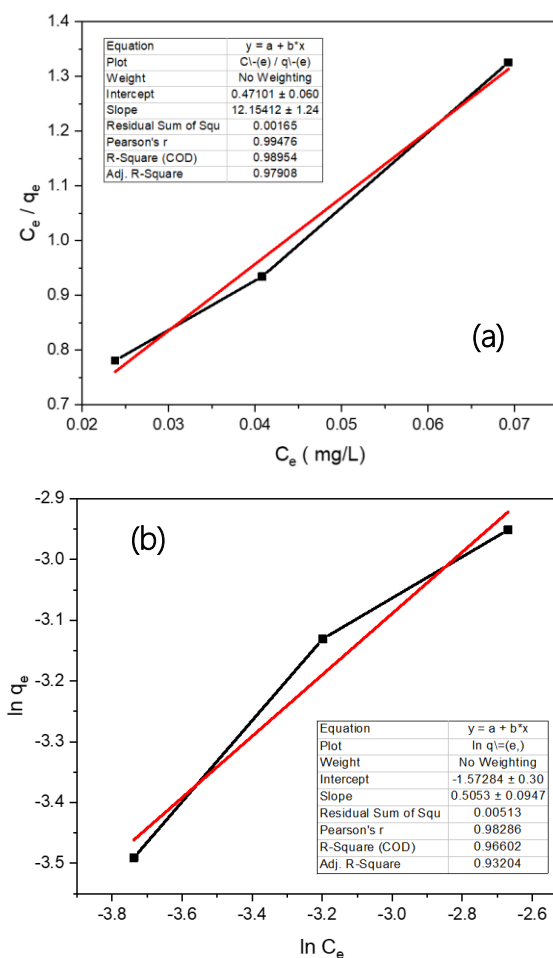 1.4
1.3
1.2
1.1
1.0
0.9
0.8
0.7
C_e / q_e
Equation y = a + b*x
Plot C\-(e) / q\-(e)
Weight No Weighting
Intercept 0.47101 ± 0.060
Slope 12.15412 ± 1.24
Residual Sum of Squ 0.00165
Pearson's r 0.99476
R-Square (COD) 0.98954
Adj. R-Square 0.97908
(a)
0.02 0.03 0.04 0.05 0.06 0.07
C_e ( mg/L)
-2.9
-3.0
-3.1
-3.2
-3.3
-3.4
-3.5
ln q_e
(b)
Equation y = a + b*x
Plot ln q\=(e,)
Weight No Weighting
Intercept -1.57284 ± 0.30
Slope 0.5053 ± 0.0947
Residual Sum of Squ 0.00513
Pearson's r 0.98286
R-Square (COD) 0.96602
Adj. R-Square 0.93204
-3.8 -3.6 -3.4 -3.2 -3.0 -2.8 -2.6
ln C_e